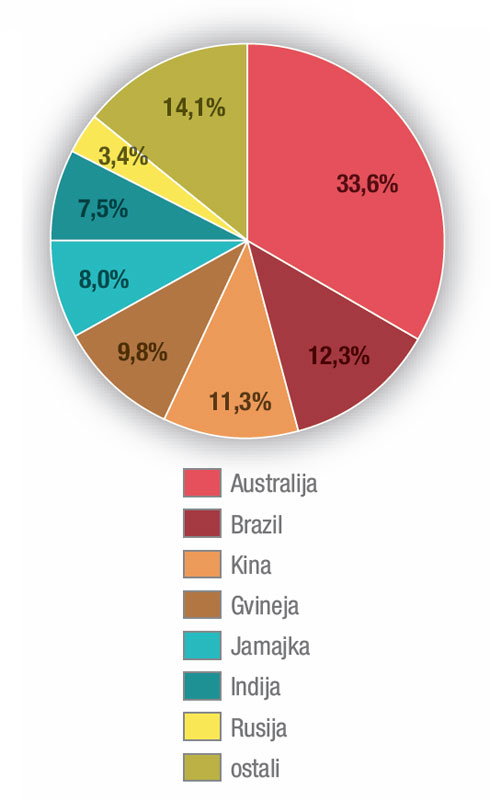 14,1%
3,4%
33,6%
7,5%
8,0%
9,8%
12,3%
11,3%
Australija
Brazil
Kina
Gvineja
Jamajka
Indija
Rusija
ostali